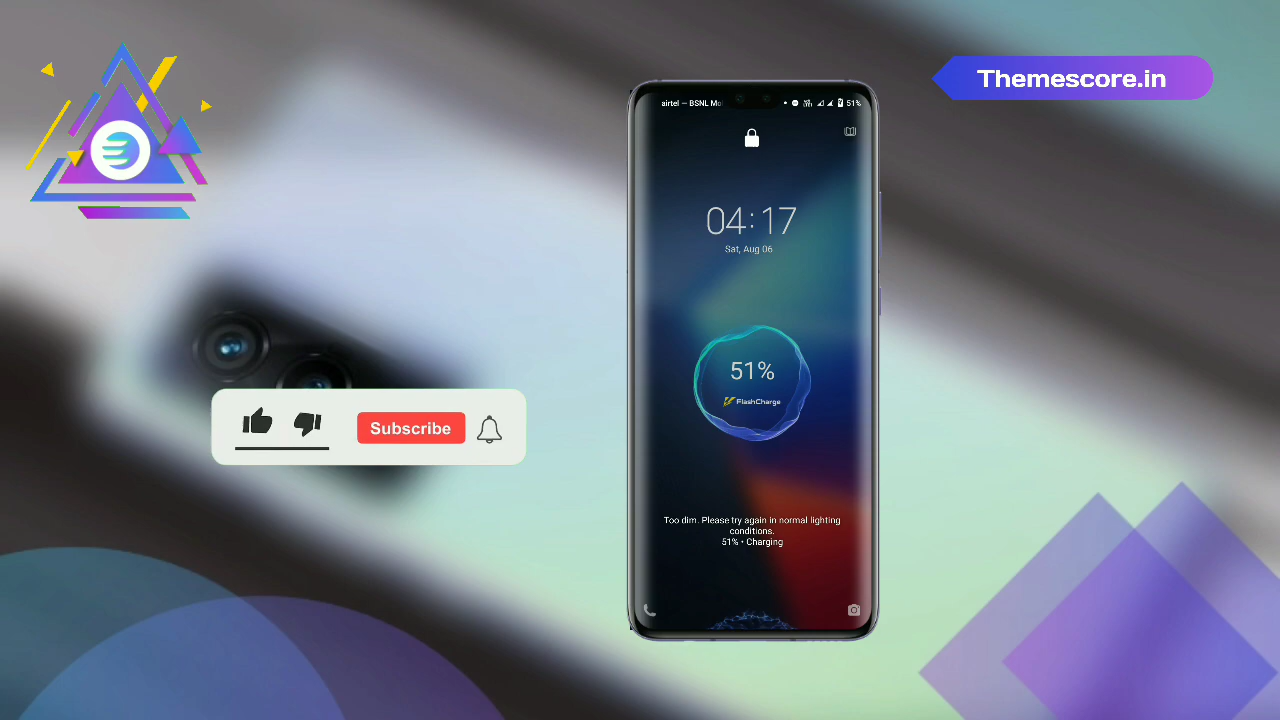 Themescore.in
airtel — BSNL Mo
51%
04:17
Sat, Aug 06
51%
FlashCharge
Subscribe
Too dim. Please try again in normal lighting
conditions.
51% • Charging